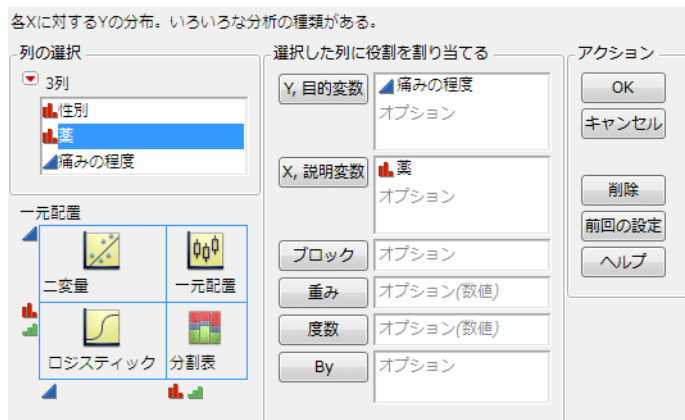 各Xに対するYの分布。いろいろな分析の種類がある。
列の選択
3列
性別
薬
痛みの程度
一元配置
二変量
一元配置
ロジスティック
分割表
選択した列に役割を割り当てる
Y, 目的変数
痛みの程度
オプション
X, 説明変数
薬
オプション
ブロック
オプション
重み
オプション(数値)
度数
オプション(数値)
By
オプション
アクション
OK
キャンセル
削除
前回の設定
ヘルプ